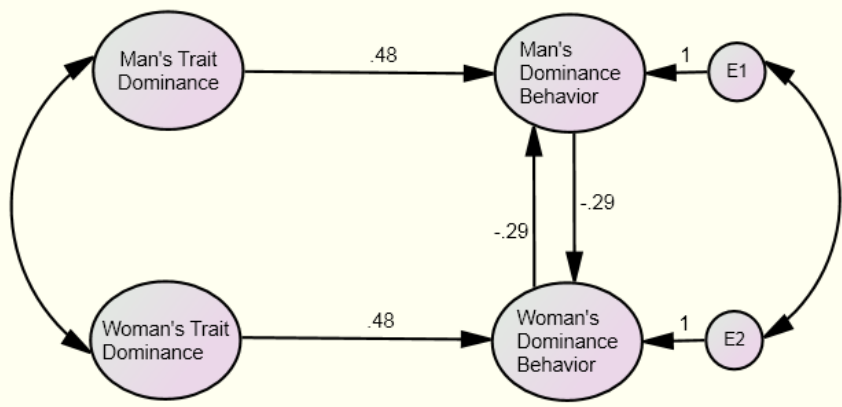 Man's Trait
Dominance
.48
Man's
Dominance
Behavior
1
E1
-.29
-.29
Woman's Trait
Dominance
.48
Woman's
Dominance
Behavior
1
E2